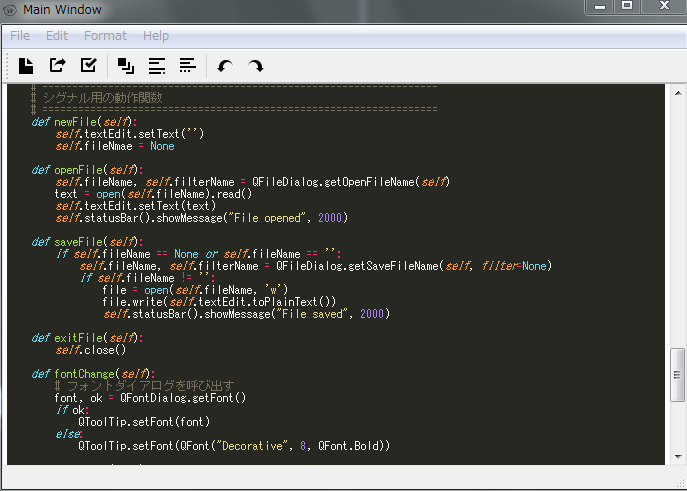 Main Window
File Edit Format Help
# ==================================================================
# シグナル用の動作関数
# ==================================================================
def newFile(self):
self.textEdit.setText('')
self.fileNmae = None
def openFile(self):
self.fileName, self.filterName = QFileDialog.getOpenFileName(self)
text = open(self.fileName).read()
self.textEdit.setText(text)
self.statusBar().showMessage("File opened", 2000)
def saveFile(self):
if self.fileName == None or self.fileName == '':
self.fileName, self.filterName = QFileDialog.getSaveFileName(self, filter=None)
if self.fileName != '':
file = open(self.fileName, 'w')
file.write(self.textEdit.toPlainText())
self.statusBar().showMessage("File saved", 2000)
def exitFile(self):
self.close()
def fontChange(self):
# フォントダイアログを呼び出す
font, ok = QFontDialog.getFont()
if ok:
QToolTip.setFont(font)
else:
QToolTip.setFont(QFont("Decorative", 8, QFont.Bold))